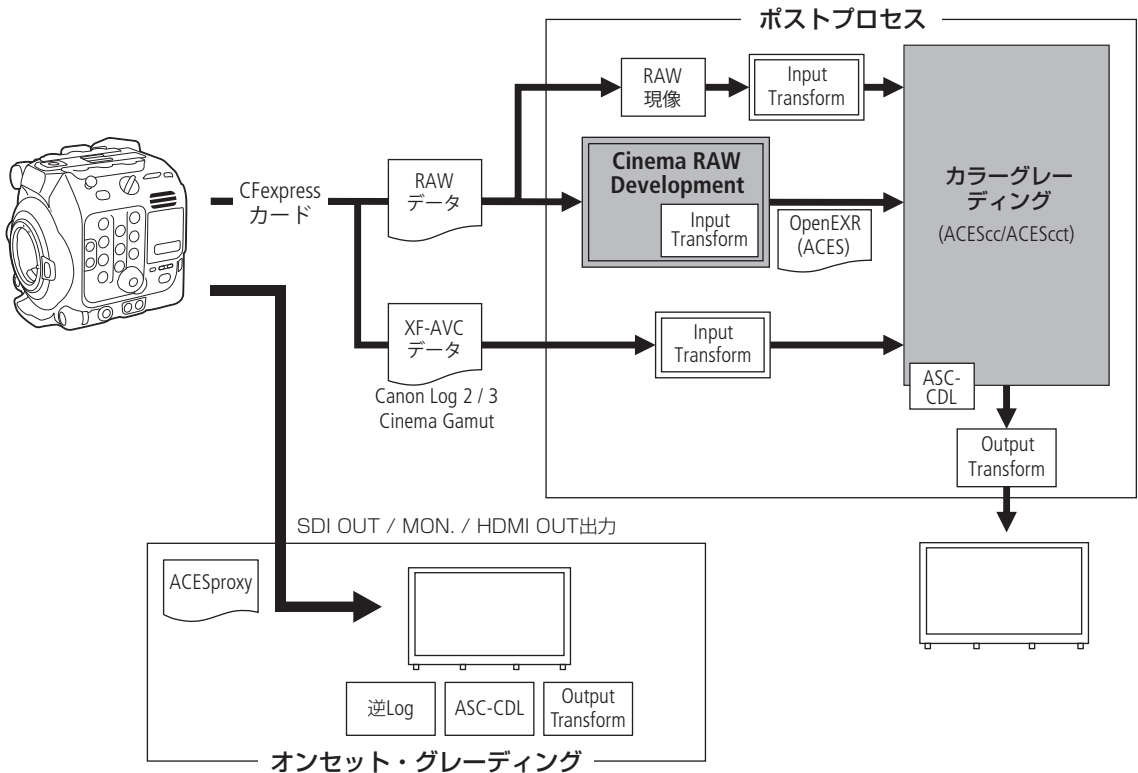 ポストプロセス
RAW
現像
Input
Transform
Cinema RAW
Development
Input
Transform
OpenEXR
(ACES)
カラーグレー
ディング
(ACEScc/ACEScct)
CFexpress
カード
RAW
データ
XF-AVC
データ
Canon Log 2 / 3
Cinema Gamut
Input
Transform
ASC-
CDL
Output
Transform
SDI OUT / MON. / HDMI OUT出力
ACESproxy
逆Log
ASC-CDL
Output
Transform
オンセット・グレーディング